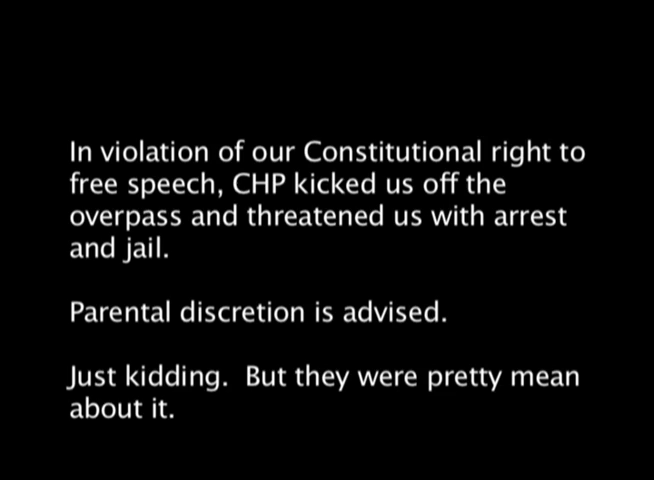 In violation of our Constitutional right to
free speech, CHP kicked us off the
overpass and threatened us with arrest
and jail.
Parental discretion is advised.
Just kidding.  But they were pretty mean
about it.